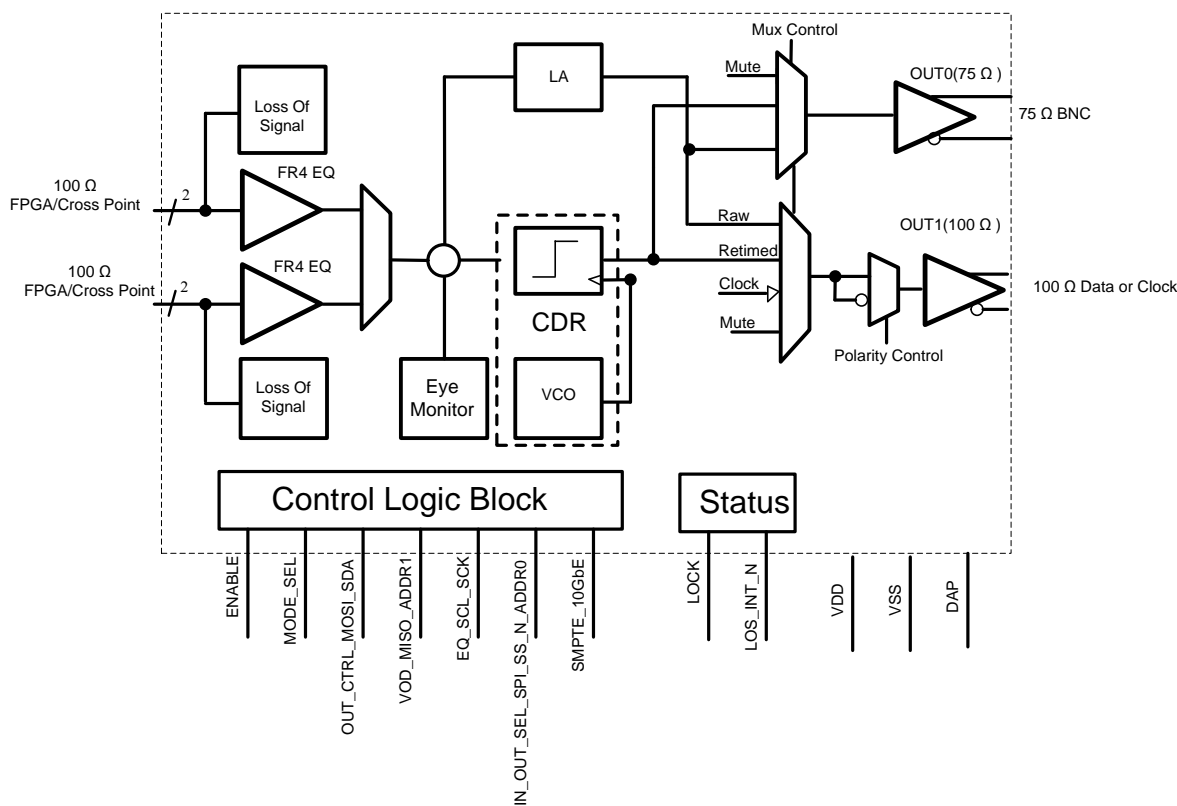 Mux Control
Mute
LA
OUT0(75 Ω )
75 Ω BNC
Loss Of
Signal
FR4 EQ
100 Ω
FPGA/Cross Point
2
Raw
OUT1(100 Ω )
Retimed
FR4 EQ
100 Ω
FPGA/Cross Point
2
Clock
100 Ω Data or Clock
CDR
Mute
Polarity Control
Loss Of
Signal
Eye
Monitor
VCO
Control Logic Block
Status
ENABLE
MODE_SEL
OUT_CTRL_MOSI_SDA
VOD_MISO_ADDR1
EQ_SCL_SCK
IN_OUT_SEL_SPI_SS_N_ADDR0
SMPTE_10GbE
LOCK
LOS_INT_N
VDD
VSS
DAP